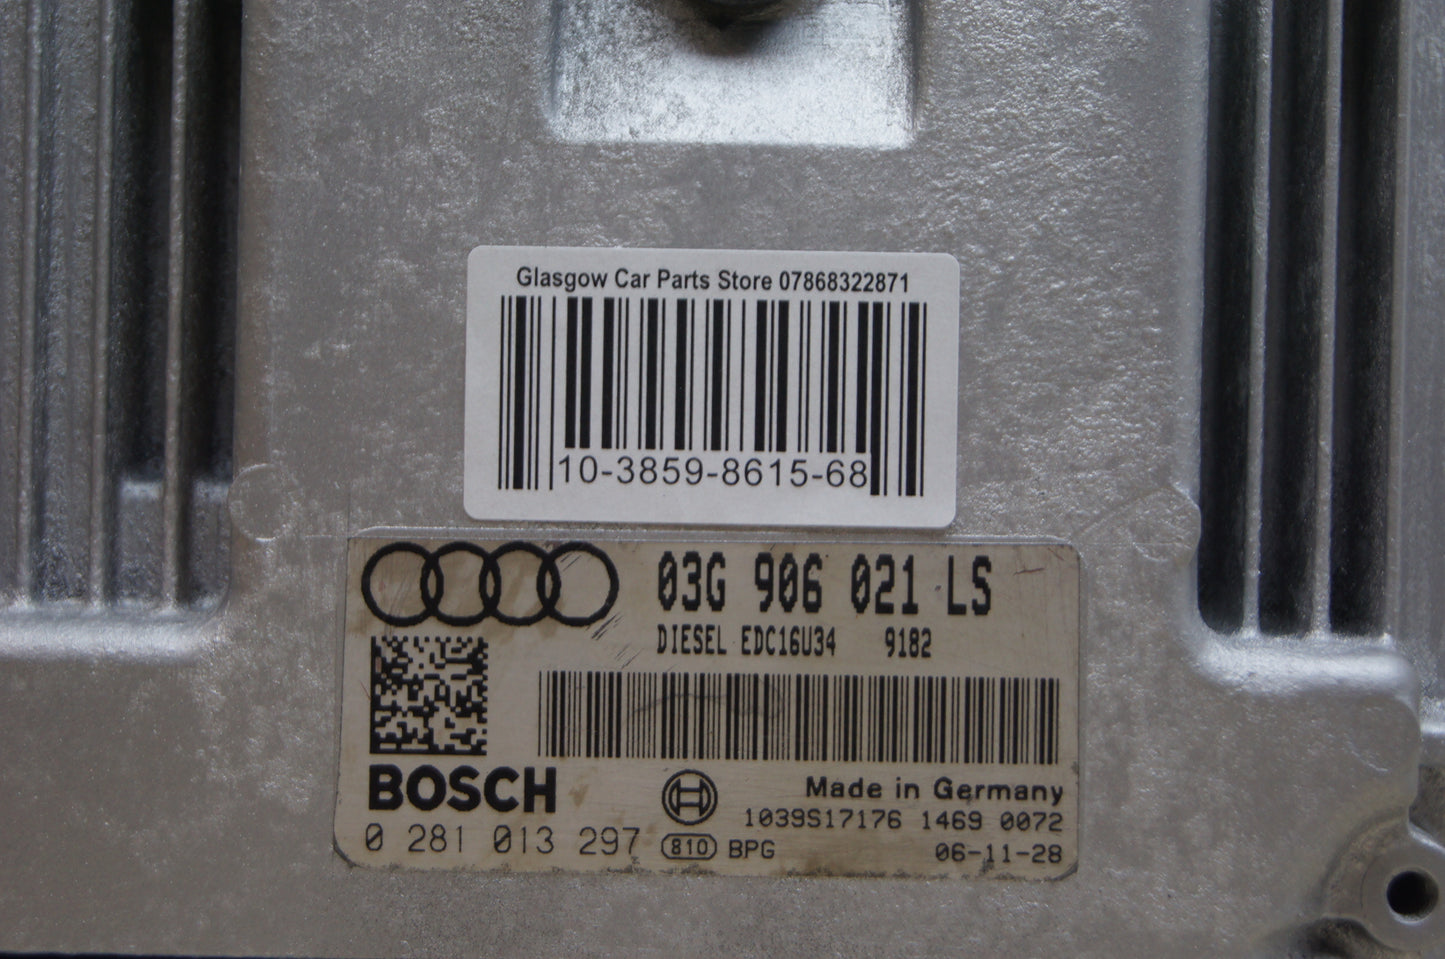 Glasgow Car Parts Store 07868322871
10-3859-8615-68
03G 906 021 LS
DIESEL EDC16U34 9182
BOSCH
Made in Germany
1039S17176 1469 0072
0 281 013 297 810 BPG 06-11-28